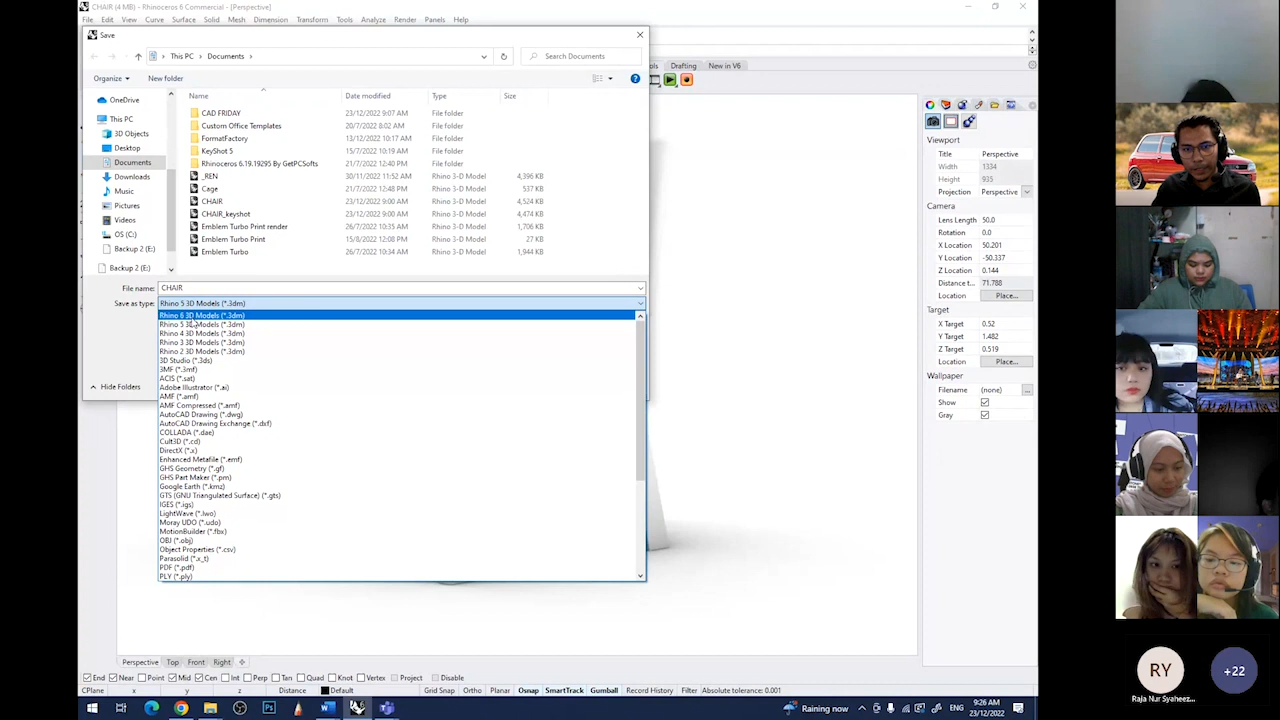 CHAIR (4 MB) - Rhinoceros 6 Commercial - [Perspective]
File Edit View Curve Surface Solid Mesh Dimension Transform Tools Analyze Render Panels Help
Save
This PC > Documents >
Search Documents
ols Drafting New in V6
Organize New folder
Name Date modified Type Size
OneDrive
This PC
3D Objects
Desktop
Documents
Downloads
Music
Pictures
Videos
OS (C:)
Backup 2 (E:)
Backup 2 (E:)
CAD FRIDAY 23/12/2022 9:07 AM File folder
Custom Office Templates 20/7/2022 8:02 AM File folder
FormatFactory 13/12/2022 10:17 AM File folder
KeyShot 5 15/7/2022 10:19 AM File folder
Rhinoceros 6.19.19295 By GetPCSofts 21/7/2022 12:40 PM File folder
_REN 30/11/2022 11:52 AM Rhino 3-D Model 4,396 KB
Cage 21/7/2022 12:48 PM Rhino 3-D Model 537 KB
CHAIR 23/12/2022 9:00 AM Rhino 3-D Model 4,524 KB
CHAIR_keyshot 23/12/2022 9:00 AM Rhino 3-D Model 4,474 KB
Emblem Turbo Print render 26/7/2022 10:35 AM Rhino 3-D Model 1,706 KB
Emblem Turbo Print 15/8/2022 12:08 PM Rhino 3-D Model 27 KB
Emblem Turbo 26/7/2022 10:34 AM Rhino 3-D Model 1,944 KB
File name: CHAIR
Save as type: Rhino 5 3D Models (*.3dm)
Rhino 6 3D Models (*.3dm)
Rhino 5 3D Models (*.3dm)
Rhino 4 3D Models (*.3dm)
Rhino 3 3D Models (*.3dm)
Rhino 2 3D Models (*.3dm)
3D Studio (*.3ds)
3MF (*.3mf)
ACIS (*.sat)
Adobe Illustrator (*.ai)
AMF (*.amf)
AMF Compressed (*.amf)
AutoCAD Drawing (*.dwg)
AutoCAD Drawing Exchange (*.dxf)
COLLADA (*.dae)
Cult3D (*.cd)
DirectX (*.x)
Enhanced Metafile (*.emf)
GHS Geometry (*.gf)
GHS Part Maker (*.pm)
Google Earth (*.kmz)
GTS (GNU Triangulated Surface) (*.gts)
IGES (*.igs)
LightWave (*.lwo)
Moray UDO (*.udo)
MotionBuilder (*.fbx)
OBJ (*.obj)
Object Properties (*.csv)
Parasolid (*.x_t)
PDF (*.pdf)
PLY (*.ply)
Hide Folders
Viewport
Title Perspective
Width 1334
Height 935
Projection Perspective
Camera
Lens Length 50.0
Rotation 0.0
X Location 50.201
Y Location -50.337
Z Location 0.144
Distance t... 71.788
Location Place...
Target
X Target 0.52
Y Target 1.482
Z Target 0.519
Location Place...
Wallpaper
Filename (none) ...
Show
Gray
Perspective Top Front Right
End Near Point Mid Cen Int Perp Tan Quad Knot Vertex Project Disable
CPlane x y z Distance Default Grid Snap Ortho Planar Osnap SmartTrack Gumball Record History Filter Absolute tolerance: 0.001
Raining now ENG 9:26 AM 23/12/2022
RY
Raja Nur Syaheez...
+22